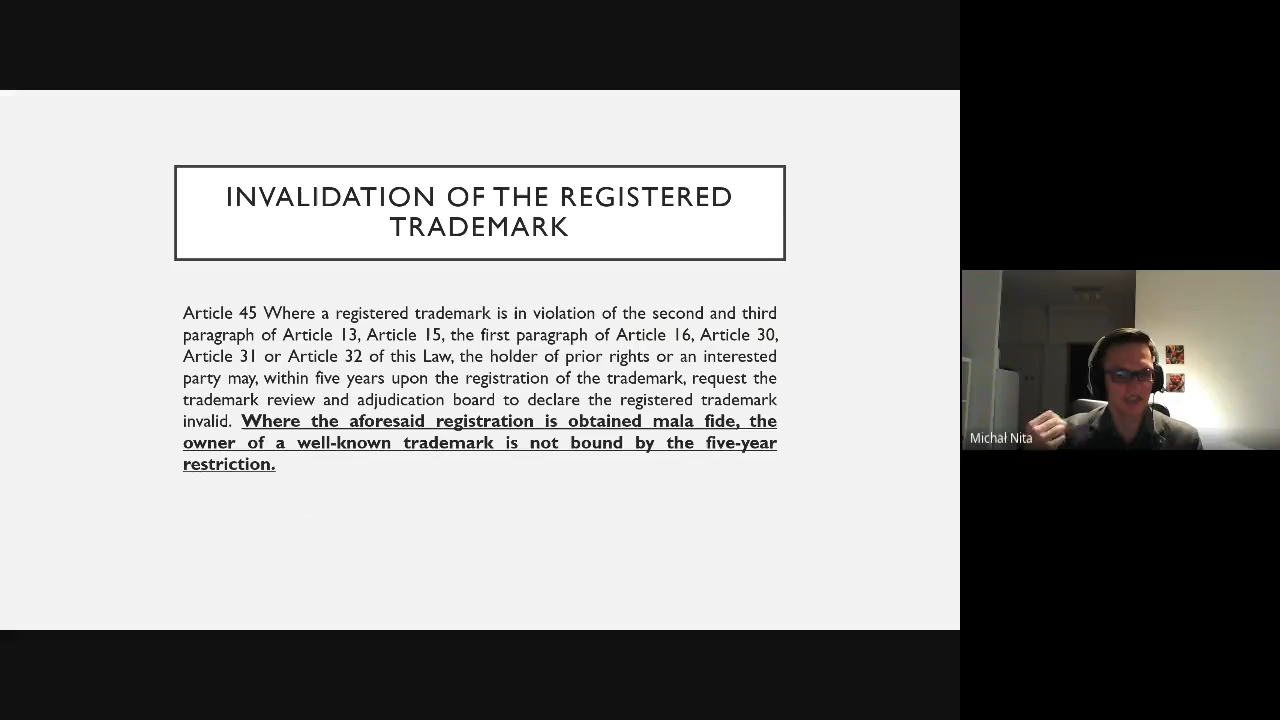 INVALIDATION OF THE REGISTERED
TRADEMARK
Article 45 Where a registered trademark is in violation of the second and third
paragraph of Article 13, Article 15, the first paragraph of Article 16, Article 30,
Article 31 or Article 32 of this Law, the holder of prior rights or an interested
party may, within five years upon the registration of the trademark, request the
trademark review and adjudication board to declare the registered trademark
invalid. Where the aforesaid registration is obtained mala fide, the
owner of a well-known trademark is not bound by the five-year
restriction.
Michał Nita